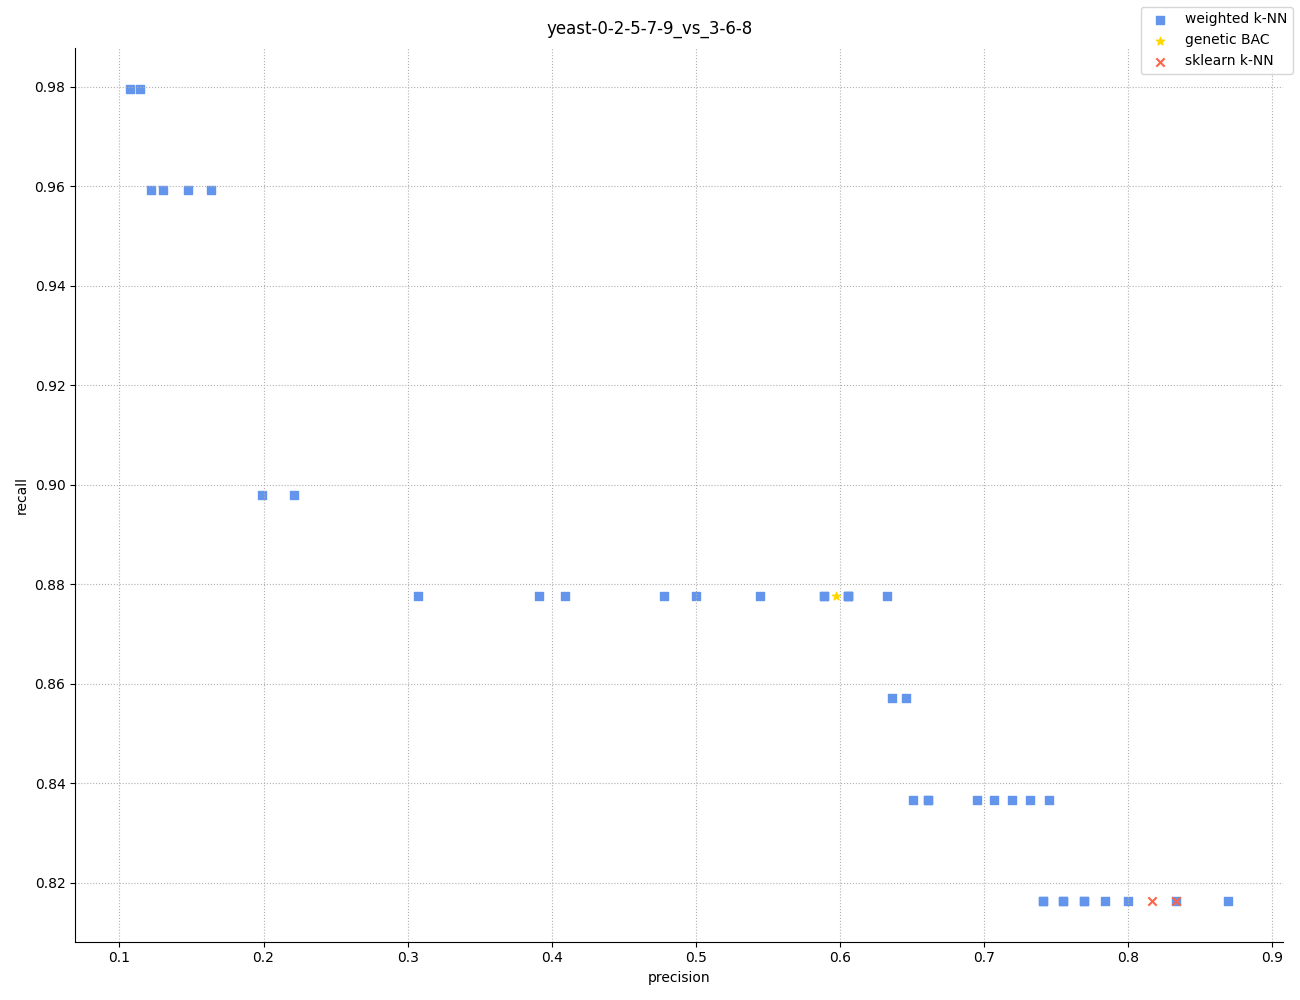 yeast-0-2-5-7-9_vs_3-6-8
weighted k-NN
genetic BAC
sklearn k-NN
0.98
0.96
0.94
0.92
0.90
0.88
0.86
0.84
0.82
recall
0.1 0.2 0.3 0.4 0.5 0.6 0.7 0.8 0.9
precision